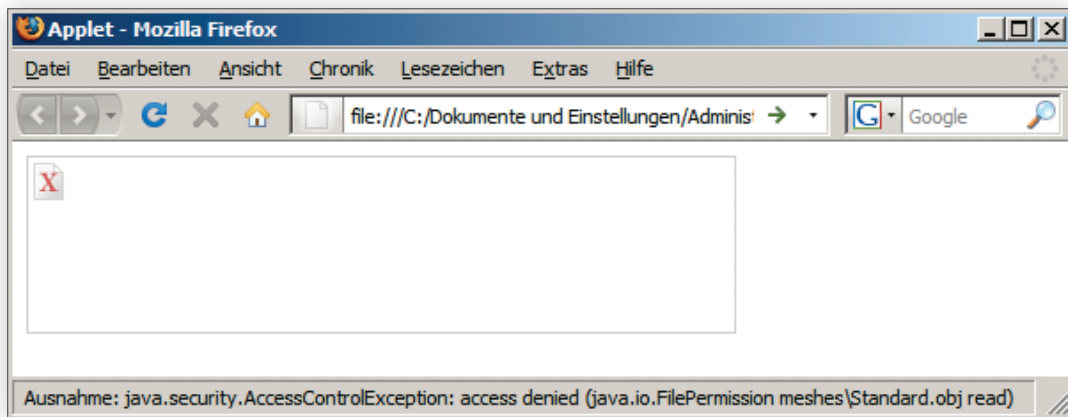 Applet - Mozilla Firefox
Datei Bearbeiten Ansicht Chronik Lesezeichen Extras Hilfe
file:///C:/Dokumente und Einstellungen/Adminis G Google
X
Ausnahme: java.security.AccessControlException: access denied (java.io.FilePermission meshes\Standard.obj read)